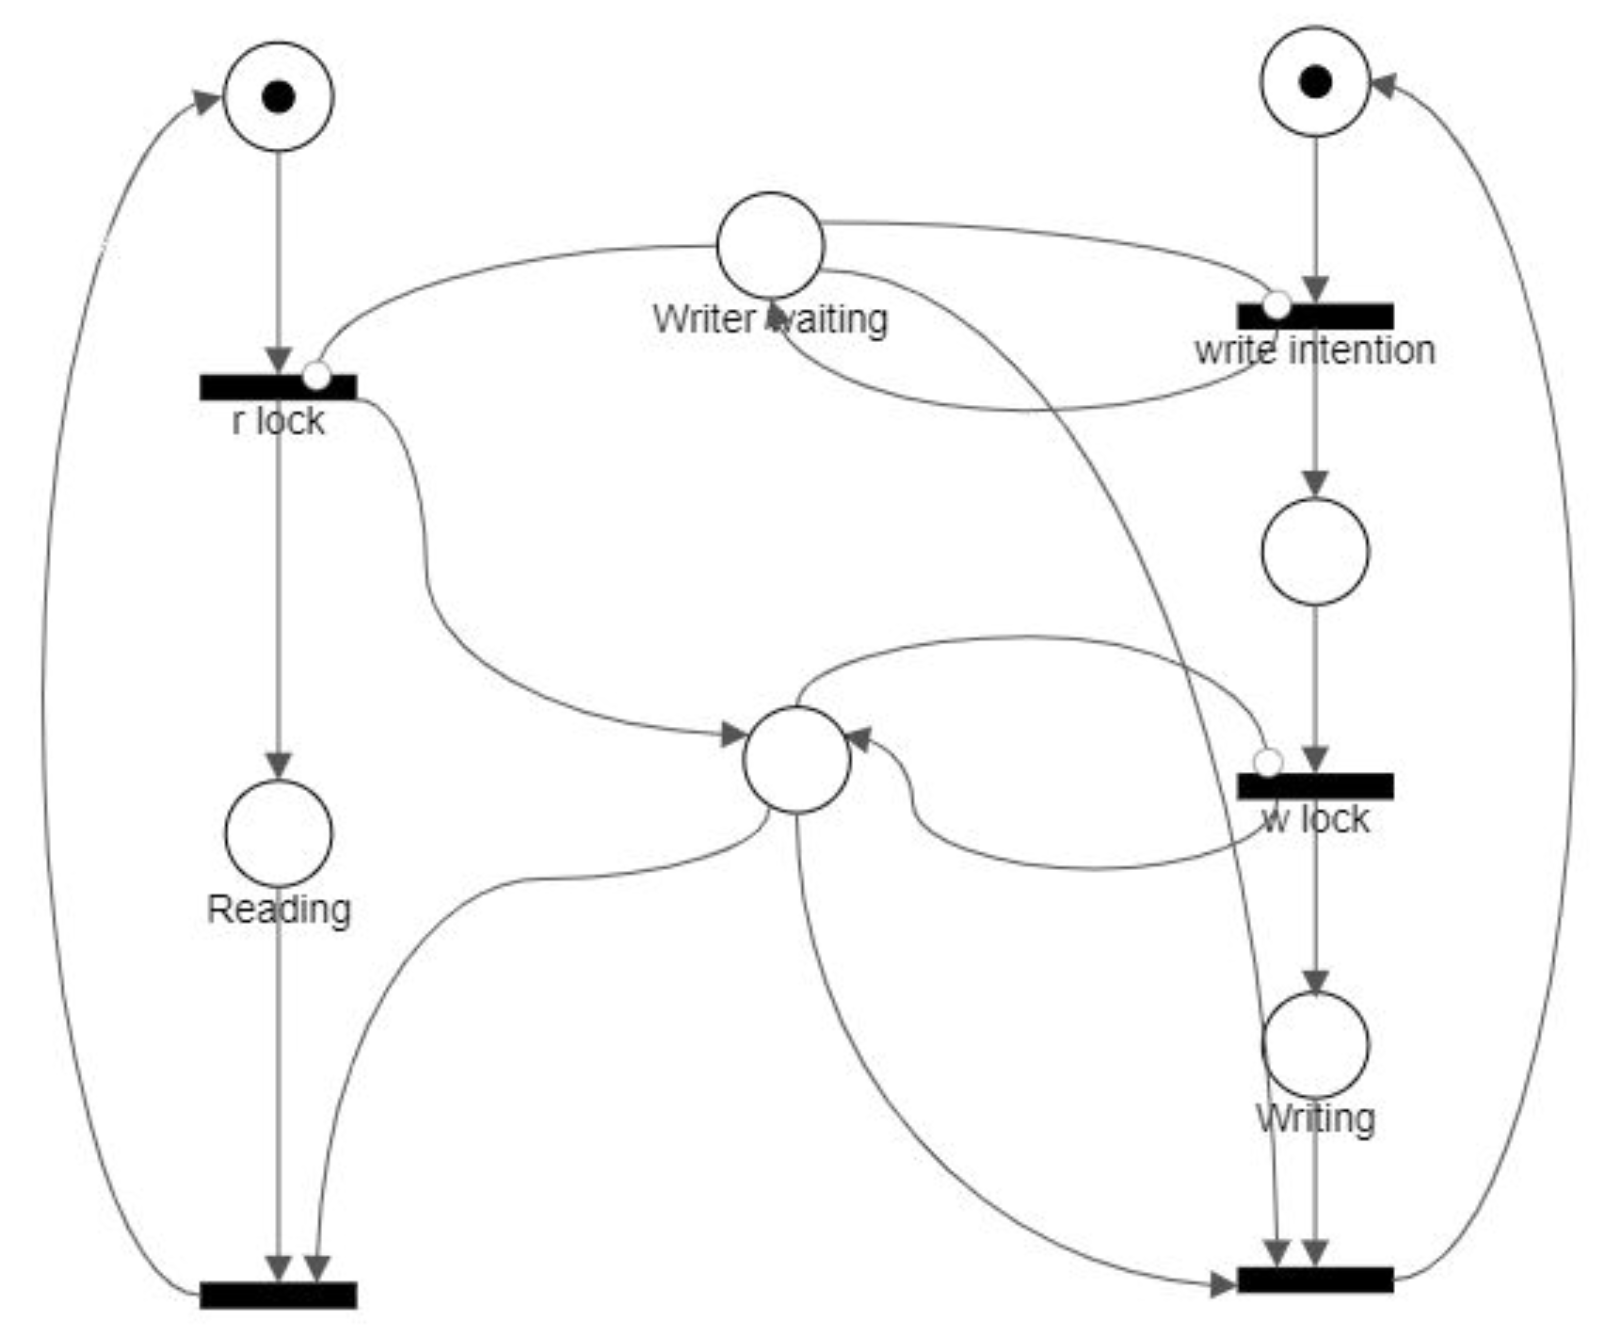 Writer waiting
write intention
r lock
w lock
Reading
Writing